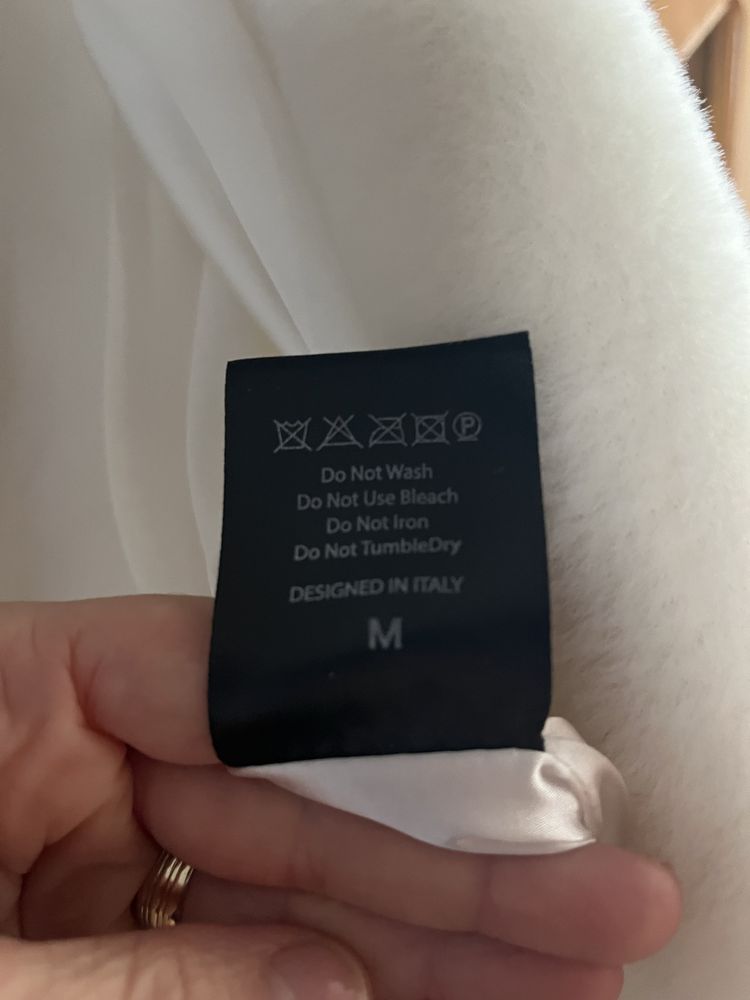 P
Do Not Wash
Do Not Use Bleach
Do Not Iron
Do Not TumbleDry
DESIGNED IN ITALY
M